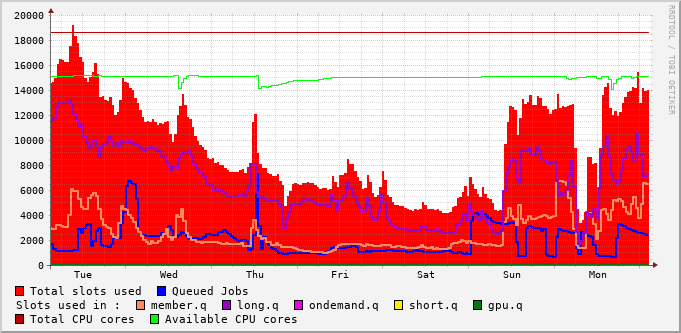 20000
18000
16000
14000
12000
10000
8000
6000
4000
2000
0
Tue Wed Thu Fri Sat Sun Mon
Total slots used Queued Jobs
Slots used in : member.q long.q ondemand.q short.q gpu.q
Total CPU cores Available CPU cores
RRDTOOL / TOBI OETIKER